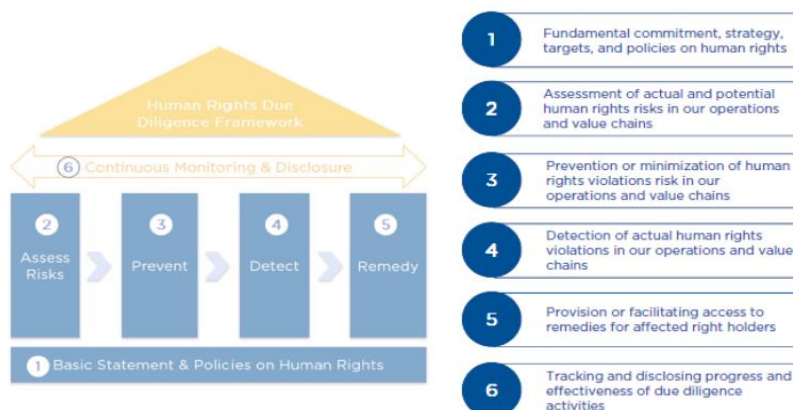 Human Rights Due
Diligence Framework
6 Continuous Monitoring & Disclosure
2
Assess
Risks
3
Prevent
4
Detect
5
Remedy
1 Basic Statement & Policies on Human Rights
1
Fundamental commitment, strategy,
targets, and policies on human rights
2
Assessment of actual and potential
human rights risks in our operations
and value chains
3
Prevention or minimization of human
rights violations risk in our
operations and value chains
4
Detection of actual human rights
violations in our operations and value
chains
5
Provision or facilitating access to
remedies for affected right holders
6
Tracking and disclosing progress and
effectiveness of due diligence
activities